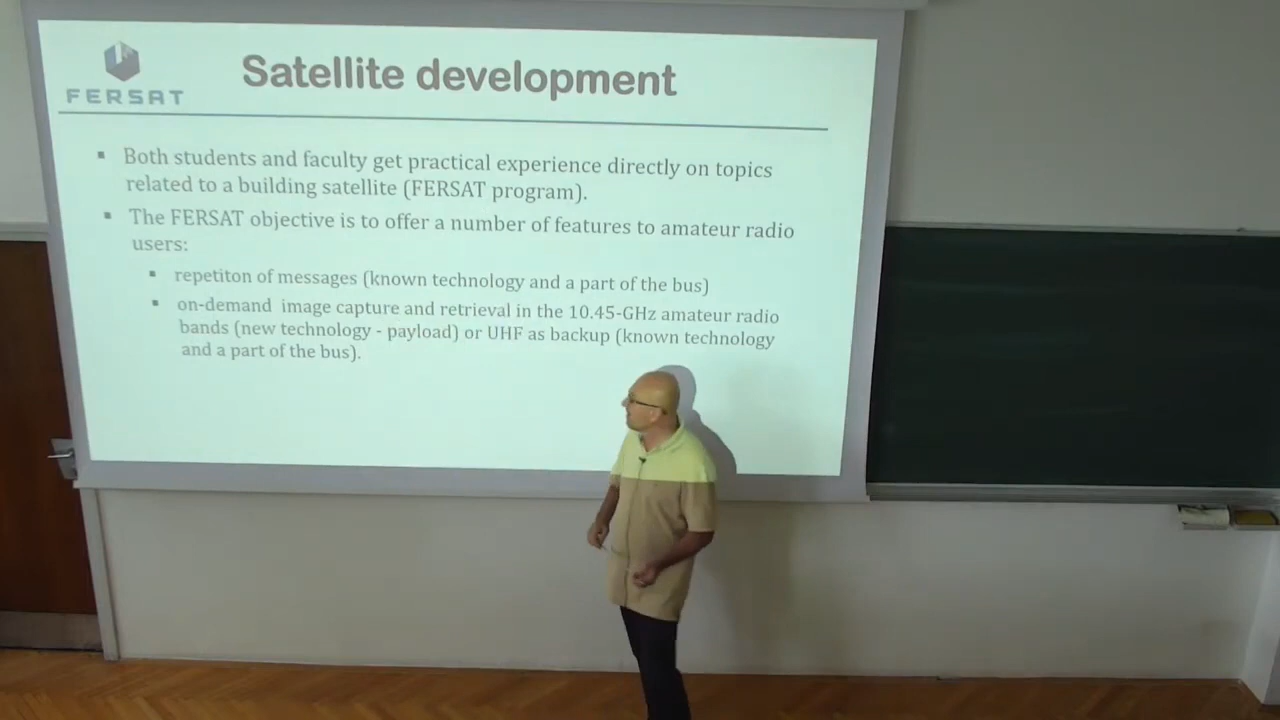 FERSAT
Satellite development
▪ Both students and faculty get practical experience directly on topics
related to a building satellite (FERSAT program).
▪ The FERSAT objective is to offer a number of features to amateur radio
users:
▪ repetiton of messages (known technology and a part of the bus)
▪ on-demand image capture and retrieval in the 10.45-GHz amateur radio
bands (new technology - payload) or UHF as backup (known technology
and a part of the bus).